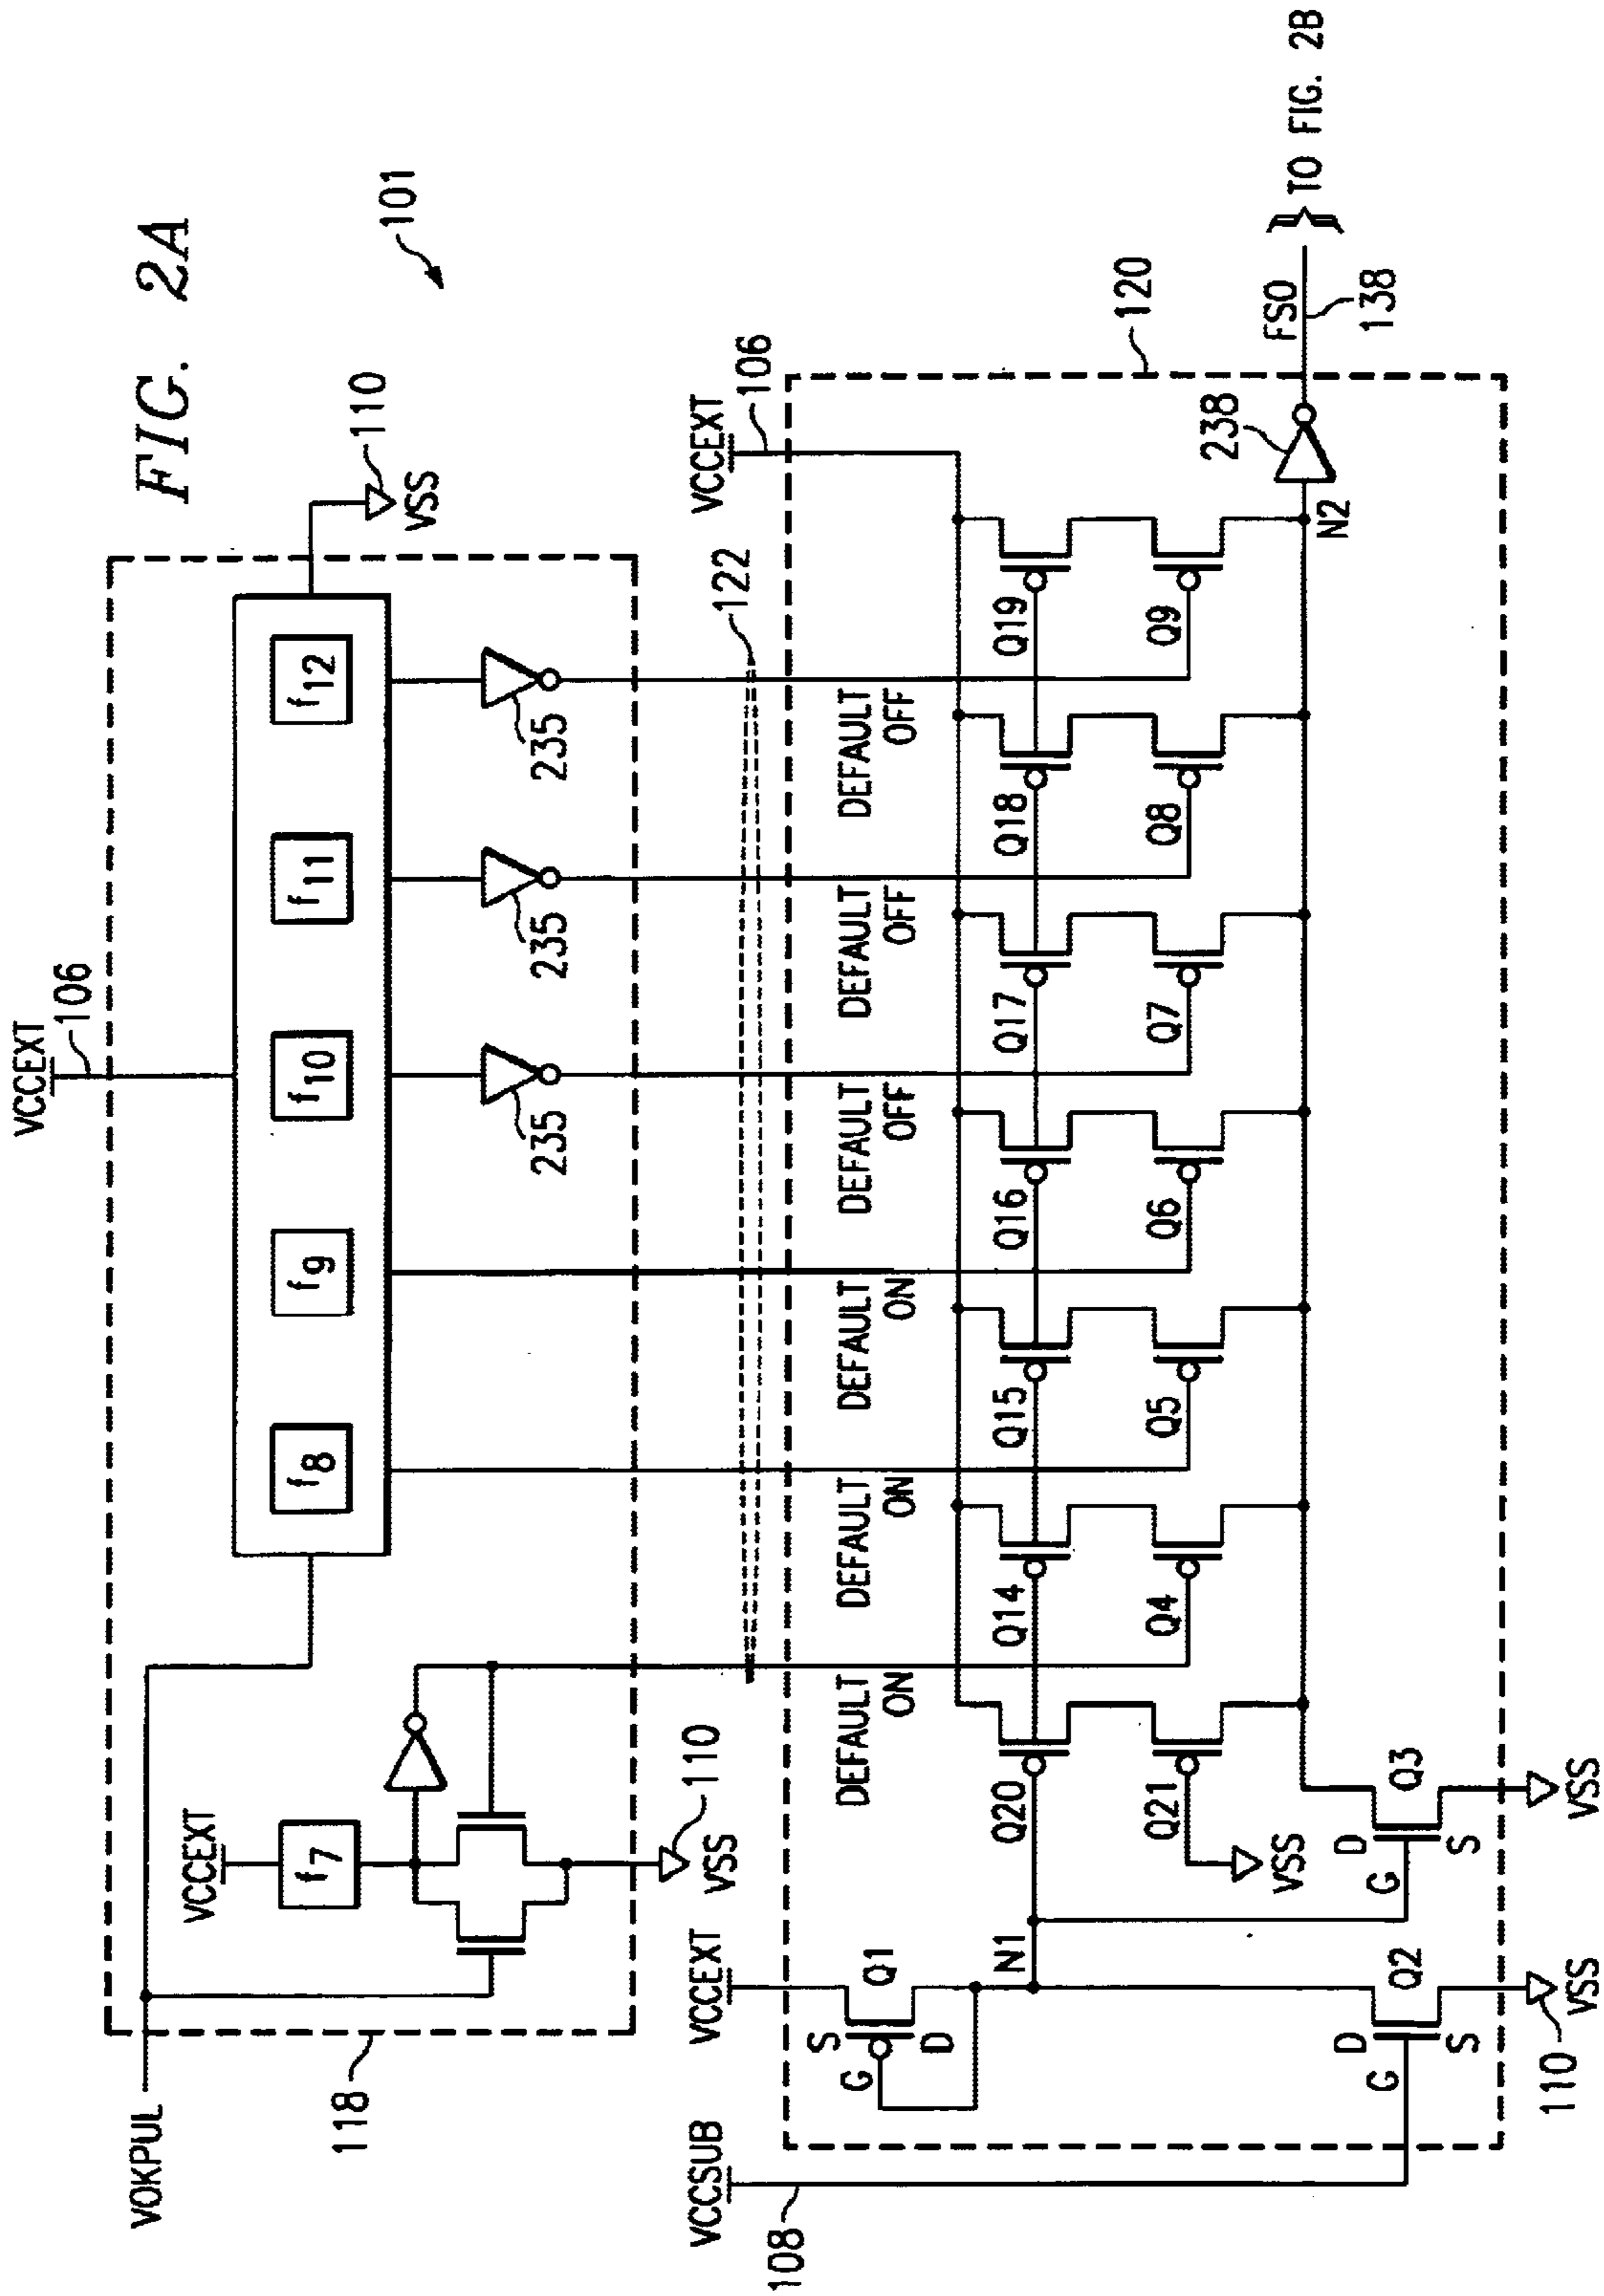 FIG. 2A
101
VCCEXT
106
f8
f9
f10
f11
f12
110
VSS
VOKPUL
VCCEXT
f7
110
VSS
118
235
235
235
122
VCCEXT
106
120
DEFAULT
ON
DEFAULT
ON
DEFAULT
ON
DEFAULT
OFF
DEFAULT
OFF
DEFAULT
OFF
VCCSUB
108
VCCEXT
S
G
D
Q1
N1
Q20
Q14
Q15
Q16
Q17
Q18
Q19
Q21
VSS
Q4
Q5
Q6
Q7
Q8
Q9
D
G
S
Q2
110
VSS
D
G
S
Q3
VSS
N2
238
FS0
138
TO FIG. 2B